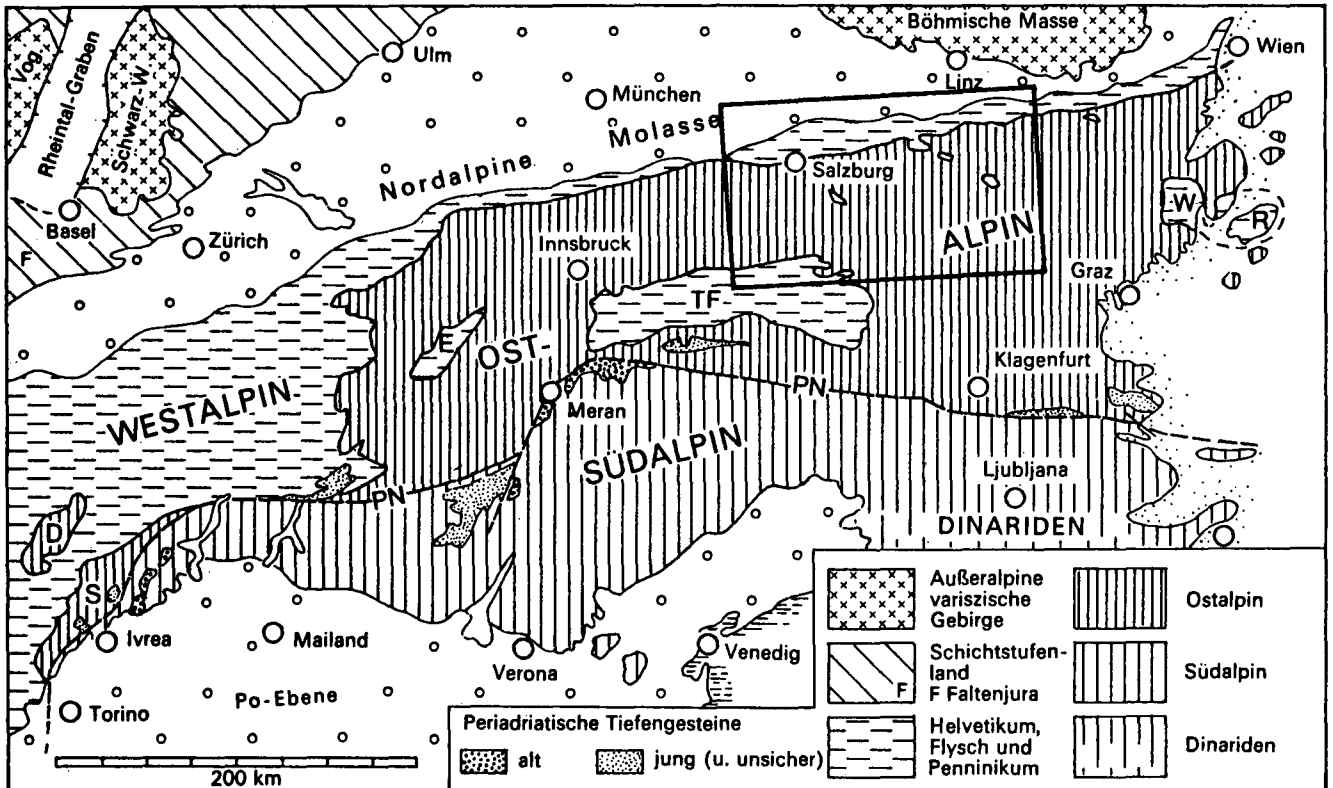 Böhmische Masse
Wien
Vog.
Rheintal-Graben
Schwarz-W.
Ulm
Linz
München
Nordalpine Molasse
Salzburg
Basel
Zürich
F
W
R
Innsbruck
ALPIN
Graz
TF
E
OST-
Klagenfurt
WESTALPIN
PN
Meran
SÜDALPIN
Ljubljana
PN
DINARIDEN
D
S
Ivrea
Mailand
Verona
Venedig
Po-Ebene
Torino
200 km
Periadriatische Tiefengesteine
alt
jung (u. unsicher)
Außeralpine
variszische
Gebirge
Schichtstufen-
land
F Faltenjura
F
Helvetikum,
Flysch und
Penninikum
Ostalpin
Südalpin
Dinariden